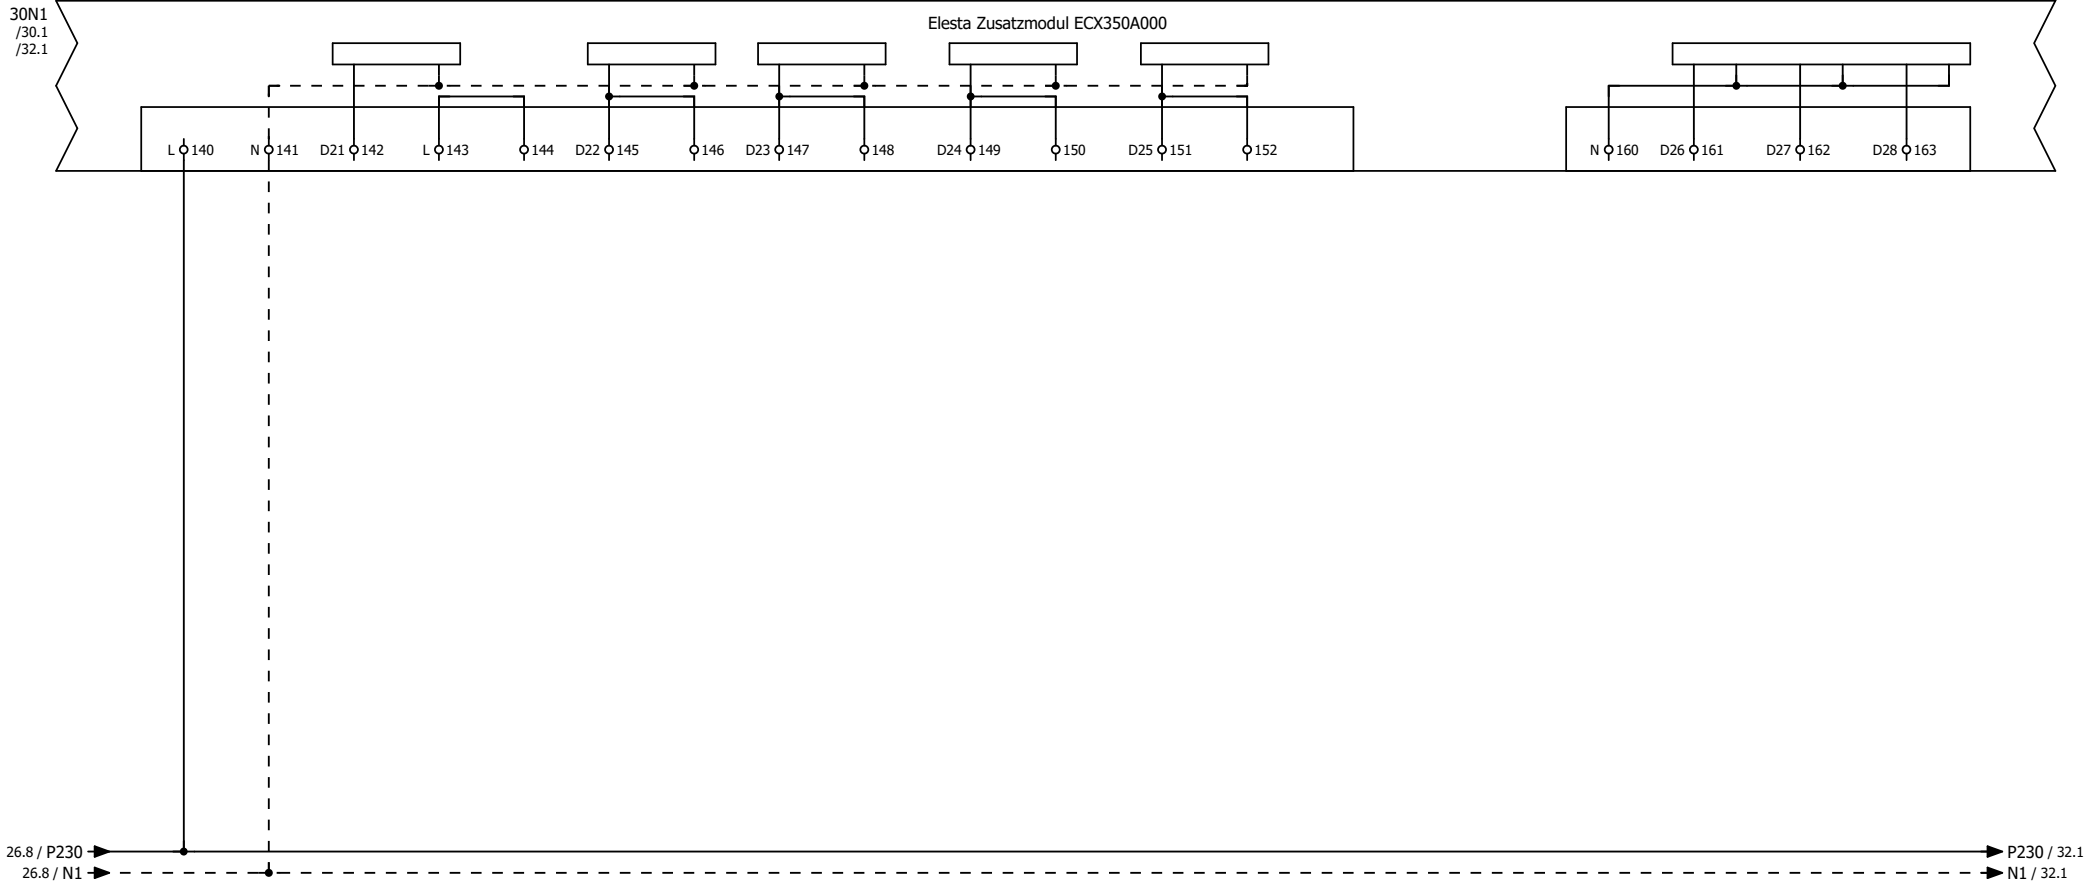 30N1
/30.1
/32.1
Elesta Zusatzmodul ECX350A000
L 140 N 141 D21 142 L 143 144 D22 145 146 D23 147 148 D24 149 150 D25 151 152 N 160 D26 161 D27 162 D28 163
26.8 / P230 P230 / 32.1
26.8 / N1 N1 / 32.1